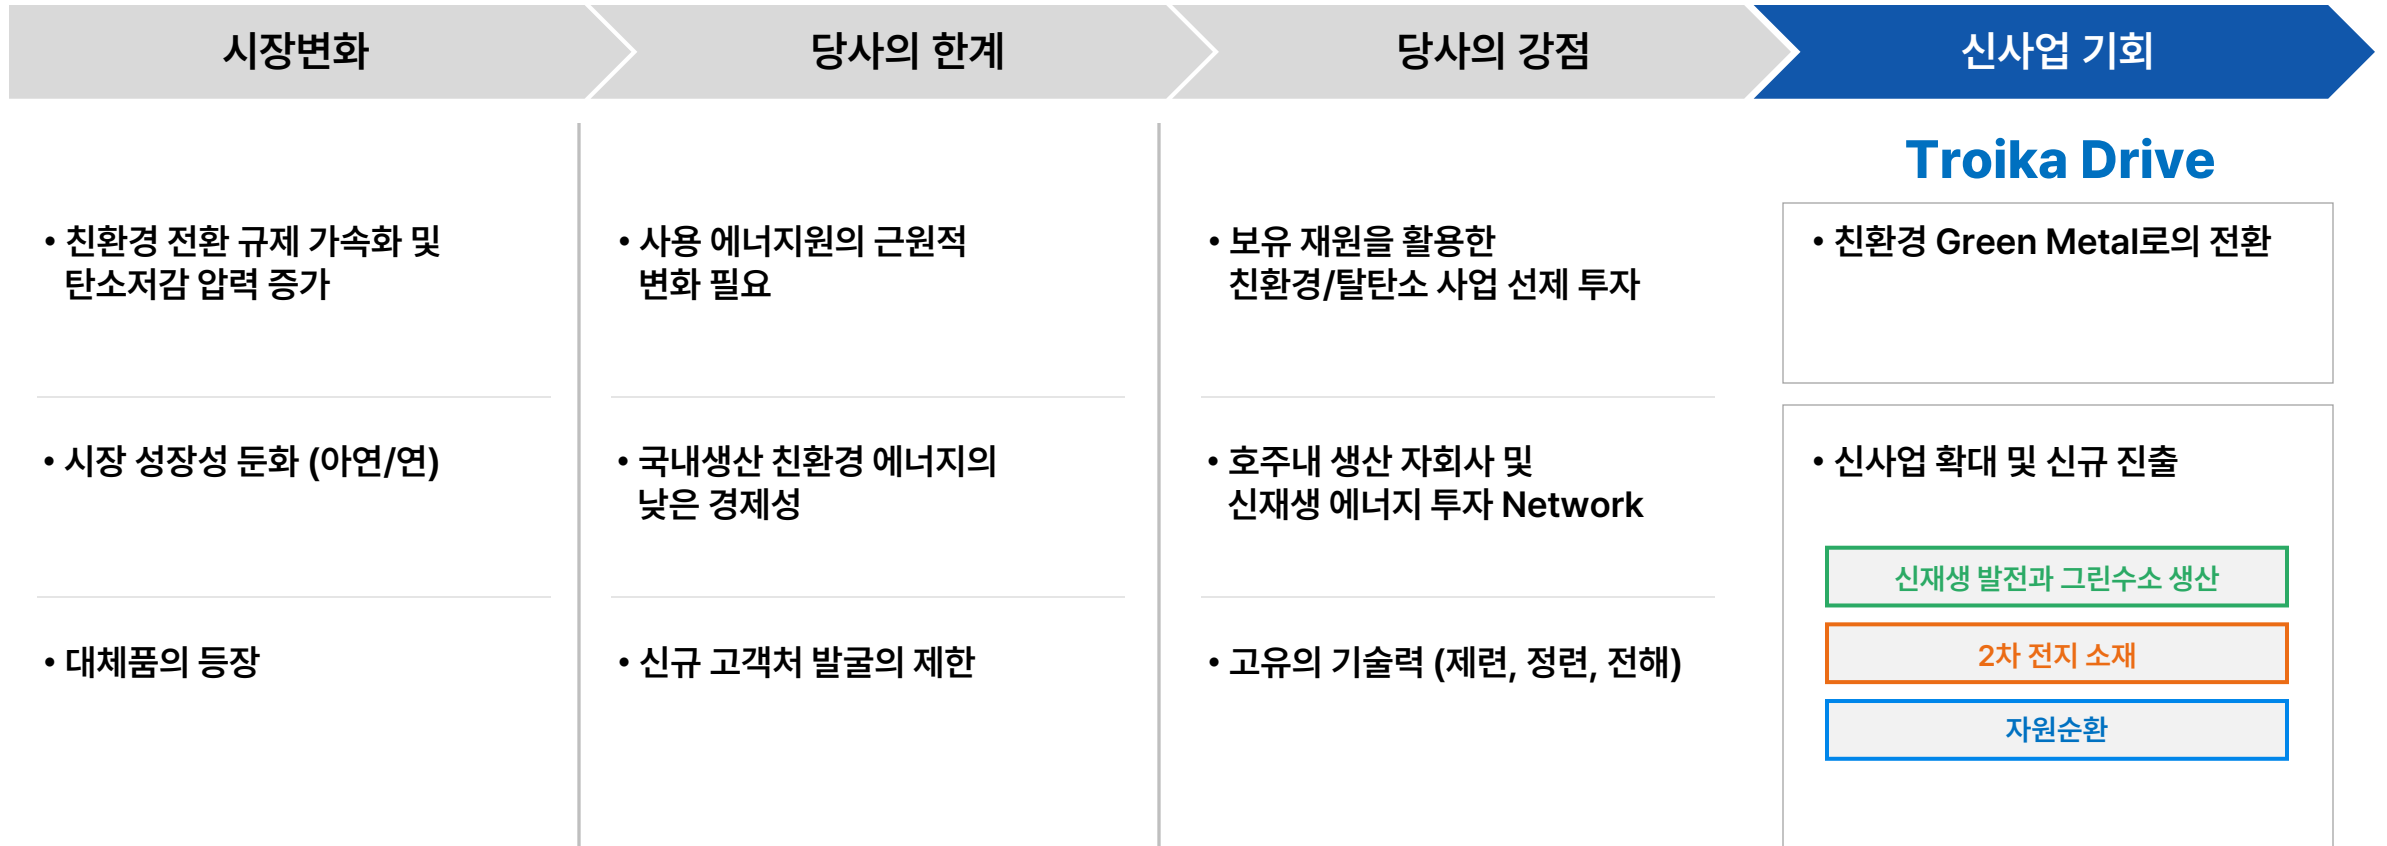 시장변화
당사의 한계
당사의 강점
신사업 기회
• 친환경 전환 규제 가속화 및
탄소저감 압력 증가
• 시장 성장성 둔화 (아연/연)
• 대체품의 등장
• 사용 에너지원의 근원적
변화 필요
• 국내생산 친환경 에너지의
낮은 경제성
• 신규 고객처 발굴의 제한
• 보유 재원을 활용한
친환경/탈탄소 사업 선제 투자
• 호주내 생산 자회사 및
신재생 에너지 투자 Network
• 고유의 기술력 (제련, 정련, 전해)
Troika Drive
• 친환경 Green Metal로의 전환
• 신사업 확대 및 신규 진출
신재생 발전과 그린수소 생산
2차 전지 소재
자원순환